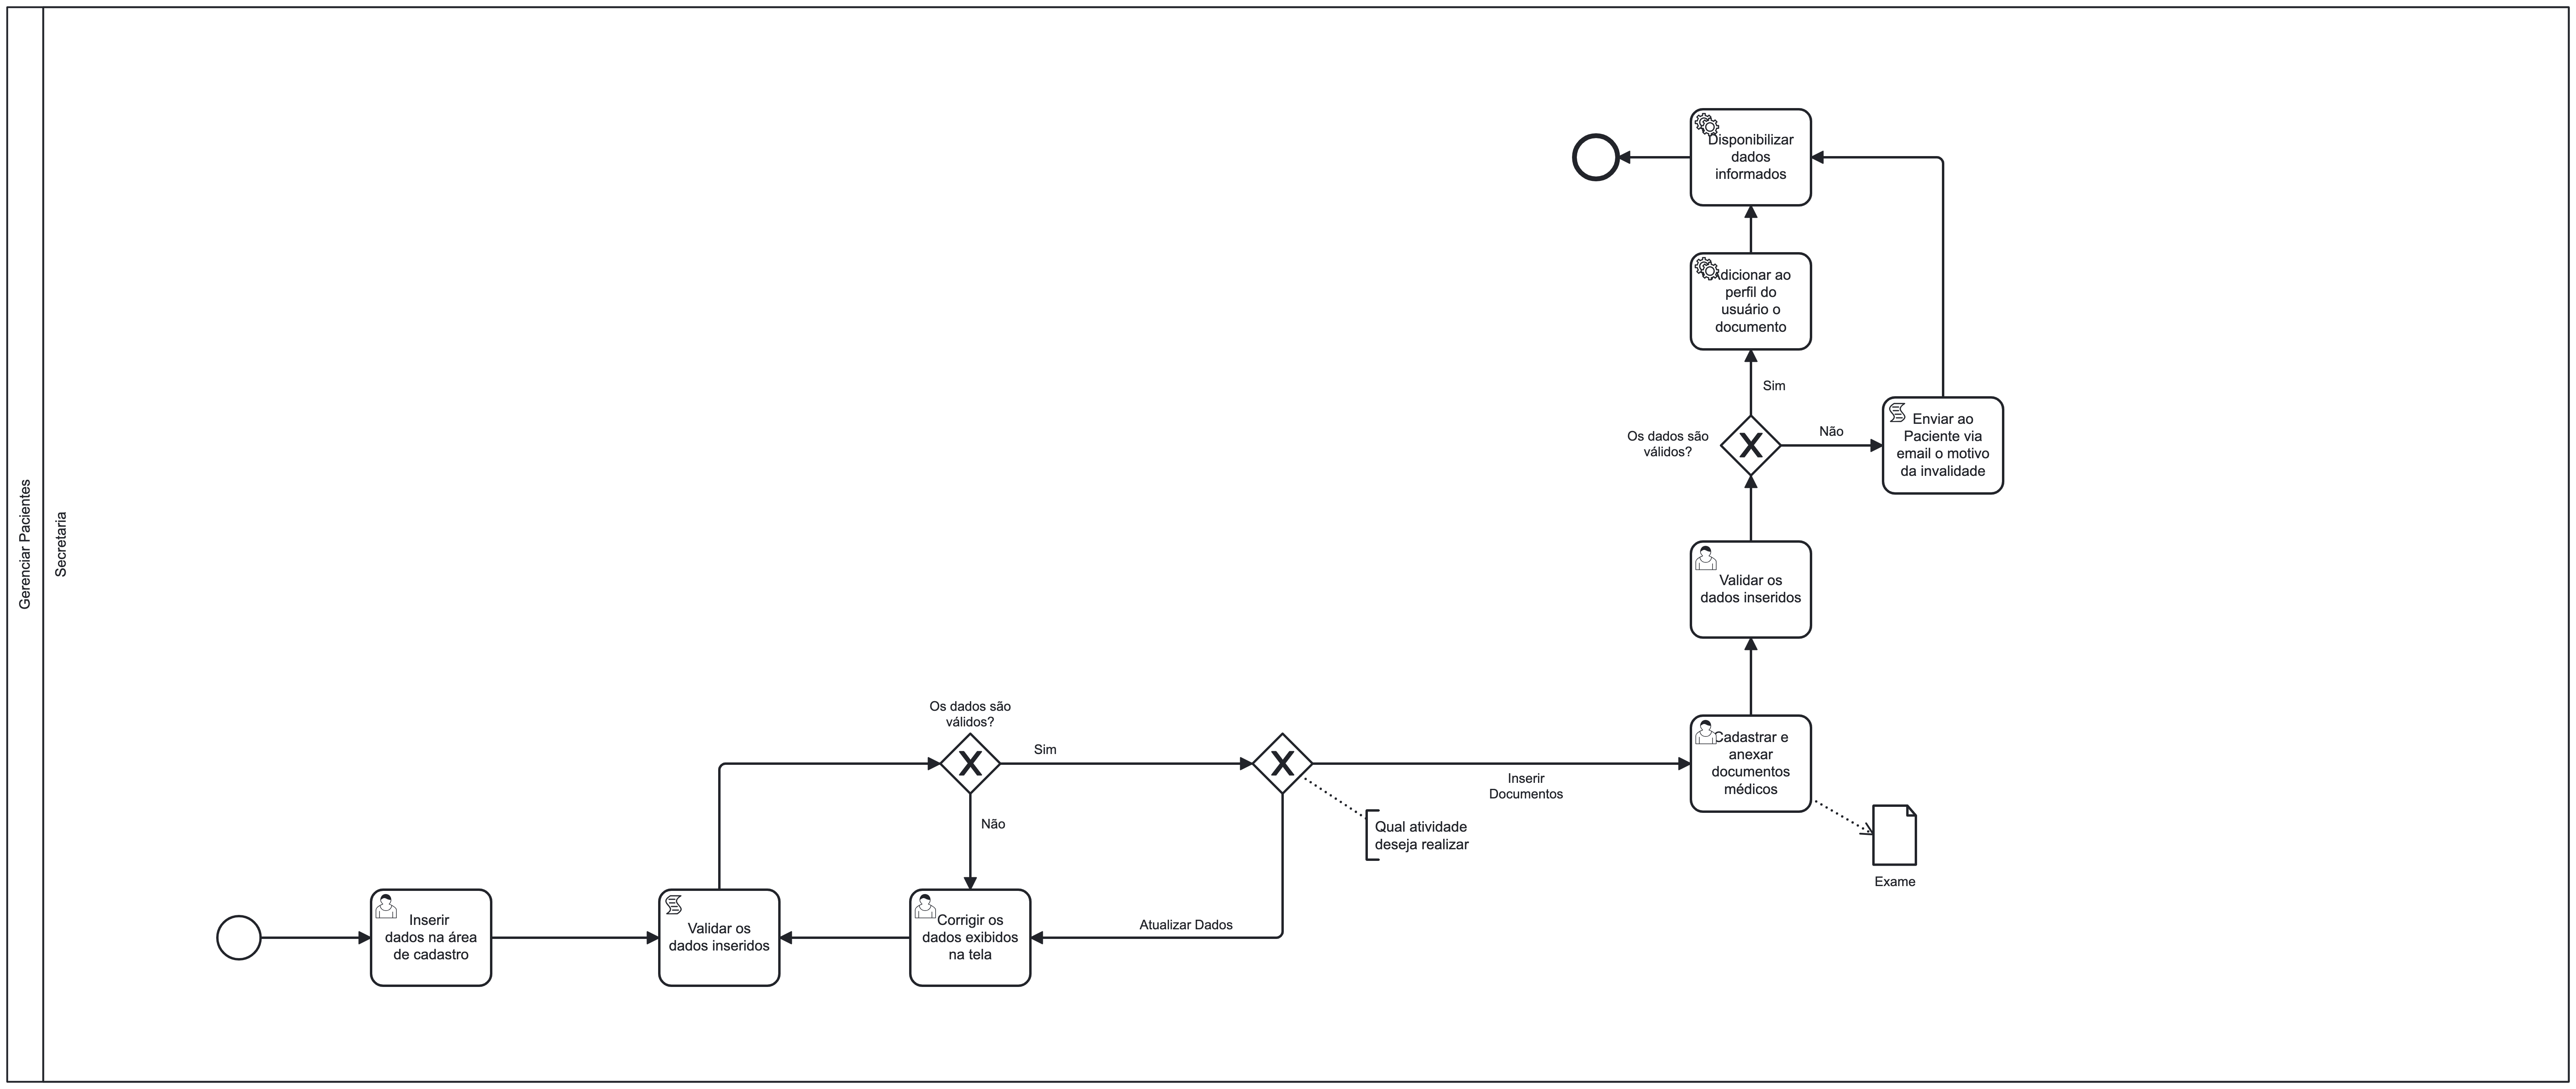 Gerenciar Pacientes
Secretaria
Disponibilizar
dados
informados
Adicionar ao
perfil do
usuário o
documento
Sim
Os dados são
válidos?
Não
Enviar ao
Paciente via
email o motivo
da invalidade
Validar os
dados inseridos
Os dados são
válidos?
Sim
Não
Inserir
Documentos
Cadastrar e
anexar
documentos
médicos
Qual atividade
deseja realizar
Exame
Inserir
dados na área
de cadastro
Validar os
dados inseridos
Corrigir os
dados exibidos
na tela
Atualizar Dados